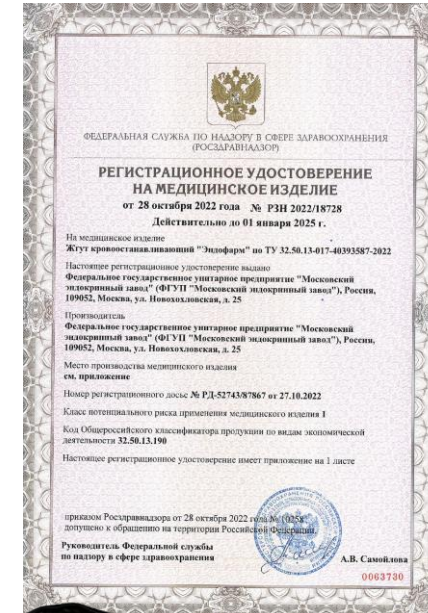 ФЕДЕРАЛЬНАЯ СЛУЖБА ПО НАДЗОРУ В СФЕРЕ ЗДРАВООХРАНЕНИЯ
(РОСЗДРАВНАДЗОР)
РЕГИСТРАЦИОННОЕ УДОСТОВЕРЕНИЕ
НА МЕДИЦИНСКОЕ ИЗДЕЛИЕ
от 28 октября 2022 года № РЗН 2022/18728
Действительно до 01 января 2025 г.
На медицинское изделие
Жгут кровоостанавливающий "Эндофарм" по ТУ 32.50.13-017-40393587-2022
Настоящее регистрационное удостоверение выдано
Федеральное государственное унитарное предприятие "Московский
эндокринный завод" (ФГУП "Московский эндокринный завод"), Россия,
109052, Москва, ул. Новохохловская, д. 25
Производитель
Федеральное государственное унитарное предприятие "Московский
эндокринный завод" (ФГУП "Московский эндокринный завод"), Россия,
109052, Москва, ул. Новохохловская, д. 25
Место производства медицинского изделия
см. приложение
Номер регистрационного досье № РД-52743/87867 от 27.10.2022
Класс потенциального риска применения медицинского изделия 1
Код Общероссийского классификатора продукции по видам экономической
деятельности 32.50.13.190
Настоящее регистрационное удостоверение имеет приложение на 1 листе
приказом Росздравнадзора от 28 октября 2022 года № 10258
допущено к обращению на территории Российской Федерации.
Руководитель Федеральной службы
по надзору в сфере здравоохранения
А.В. Самойлова
0063730